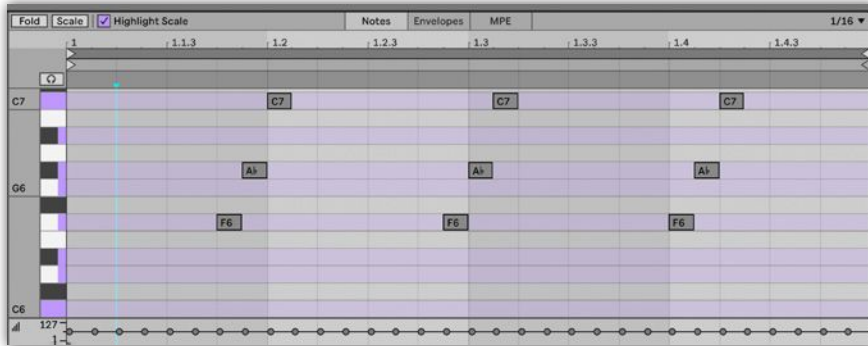 Fold Scale Highlight Scale Notes Envelopes MPE 1/16
1 1.1.3 1.2 1.2.3 1.3 1.3.3 1.4 1.4.3
C7 C7 C7 C7
A♭ A♭ A♭
G6
F6 F6 F6
C6
127
1